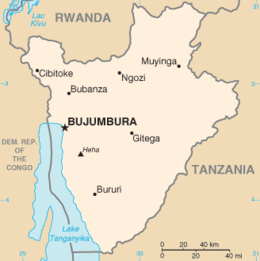 RWANDA
Lac
Kivu
Muyinga
Cibitoke
Ngozi
Bubanza
BUJUMBURA
Gitega
DEM. REP.
OF THE
CONGO
Heha
TANZANIA
Bururi
Lake
Tanganyika
0 20 40 km
0 20 40 mi